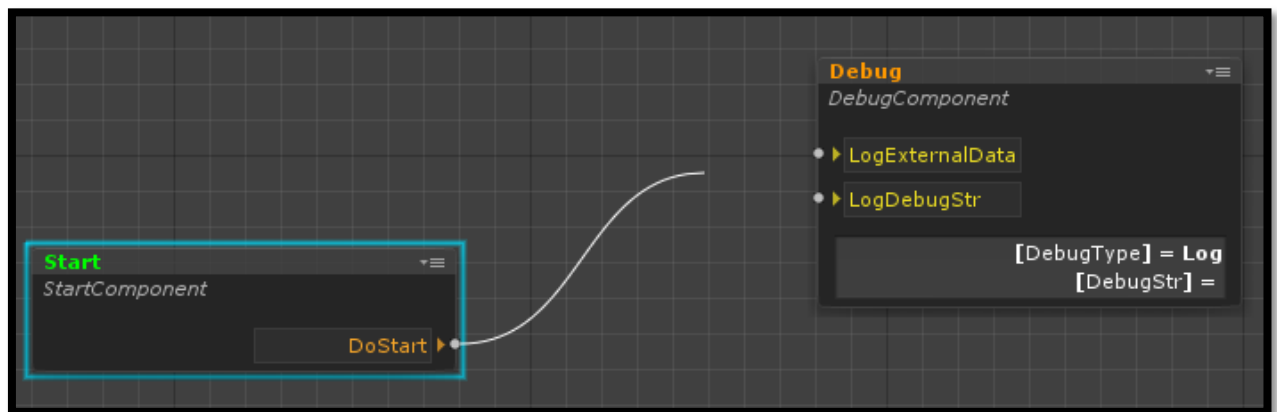 Debug
DebugComponent
LogExternalData
LogDebugStr
[DebugType] = Log
[DebugStr] =
Start
StartComponent
DoStart